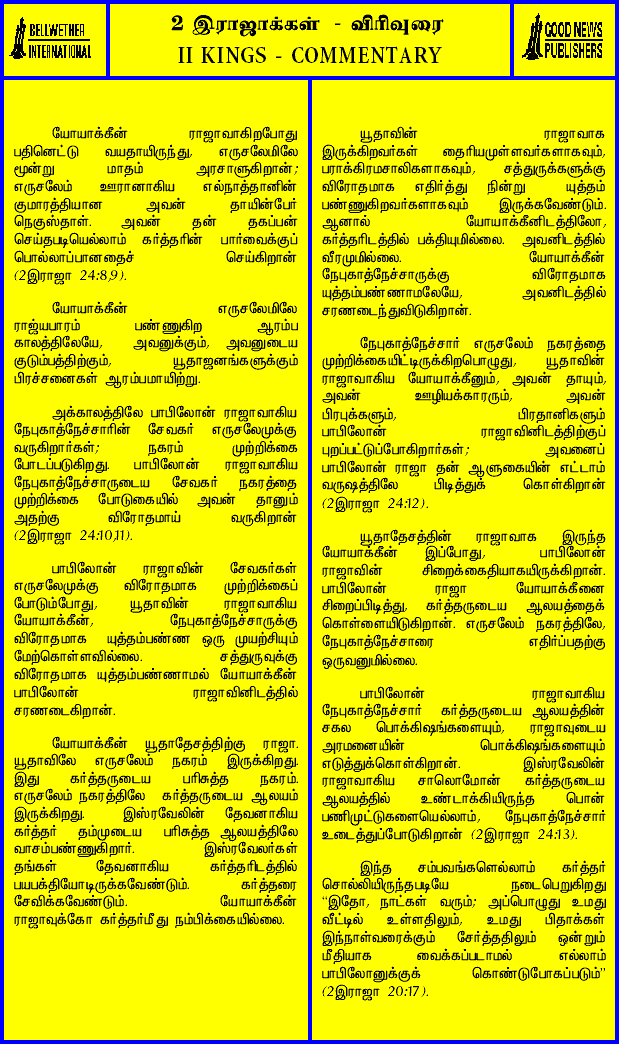 BELLWETHER
INTERNATIONAL
2 இராஜாக்கள் - விரிவுரை
II KINGS - COMMENTARY
GOOD NEWS
PUBLISHERS
யோயாக்கீன் ராஜாவாகிறபோது
பதினெட்டு வயதாயிருந்து, எருசலேமிலே
மூன்று மாதம் அரசாளுகிறான்;
எருசலேம் ஊரானாகிய எல்நாத்தானின்
குமாரத்தியான அவன் தாயின்பேர்
நெகுஸ்தாள். அவன் தன் தகப்பன்
செய்தபடியெல்லாம் கர்த்தரின் பார்வைக்குப்
பொல்லாப்பானதைச் செய்கிறான்
(2இராஜா 24:8,9).
யோயாக்கீன் எருசலேமிலே
ராஜ்யபாரம் பண்ணுகிற ஆரம்ப
காலத்திலேயே, அவனுக்கும், அவனுடைய
குடும்பத்திற்கும், யூதாஜனங்களுக்கும்
பிரச்சனைகள் ஆரம்பமாயிற்று.
அக்காலத்திலே பாபிலோன் ராஜாவாகிய
நேபுகாத்நேச்சாரின் சேவகர் எருசலேமுக்கு
வருகிறார்கள்; நகரம் முற்றிக்கை
போடப்படுகிறது. பாபிலோன் ராஜாவாகிய
நேபுகாத்நேச்சாருடைய சேவகர் நகரத்தை
முற்றிக்கை போடுகையில் அவன் தானும்
அதற்கு விரோதமாய் வருகிறான்
(2இராஜா 24:10,11).
பாபிலோன் ராஜாவின் சேவகர்கள்
எருசலேமுக்கு விரோதமாக முற்றிக்கைப்
போடும்போது, யூதாவின் ராஜாவாகிய
யோயாக்கீன், நேபுகாத்நேச்சாருக்கு
விரோதமாக யுத்தம்பண்ண ஒரு முயற்சியும்
மேற்கொள்ளவில்லை. சத்துருவுக்கு
விரோதமாக யுத்தம்பண்ணாமல் யோயாக்கீன்
பாபிலோன் ராஜாவினிடத்தில்
சரணடைகிறான்.
யோயாக்கீன் யூதாதேசத்திற்கு ராஜா.
யூதாவிலே எருசலேம் நகரம் இருக்கிறது.
இது கர்த்தருடைய பரிசுத்த நகரம்.
எருசலேம் நகரத்திலே கர்த்தருடைய ஆலயம்
இருக்கிறது. இஸ்ரவேலின் தேவனாகிய
கர்த்தர் தம்முடைய பரிசுத்த ஆலயத்திலே
வாசம்பண்ணுகிறார். இஸ்ரவேலர்கள்
தங்கள் தேவனாகிய கர்த்தரிடத்தில்
பயபக்தியோடிருக்கவேண்டும். கர்த்தரை
சேவிக்கவேண்டும். யோயாக்கீன்
ராஜாவுக்கோ கர்த்தர்மீது நம்பிக்கையில்லை.
யூதாவின் ராஜாவாக
இருக்கிறவர்கள் தைரியமுள்ளவர்களாகவும்,
பராக்கிரமசாலிகளாகவும், சத்துருக்களுக்கு
விரோதமாக எதிர்த்து நின்று யுத்தம்
பண்ணுகிறவர்களாகவும் இருக்கவேண்டும்.
ஆனால் யோயாக்கீனிடத்திலோ,
கர்த்தரிடத்தில் பக்தியுமில்லை. அவனிடத்தில்
வீரமுமில்லை. யோயாக்கீன்
நேபுகாத்நேச்சாருக்கு விரோதமாக
யுத்தம்பண்ணாமலேயே, அவனிடத்தில்
சரணடைந்துவிடுகிறான்.
நேபுகாத்நேச்சார் எருசலேம் நகரத்தை
முற்றிக்கையிட்டிருக்கிறபொழுது, யூதாவின்
ராஜாவாகிய யோயாக்கீனும், அவன் தாயும்,
அவன் ஊழியக்காரரும், அவன்
பிரபுக்களும், பிரதானிகளும்
பாபிலோன் ராஜாவினிடத்திற்குப்
புறப்பட்டுப்போகிறார்கள்; அவனைப்
பாபிலோன் ராஜா தன் ஆளுகையின் எட்டாம்
வருஷத்திலே பிடித்துக் கொள்கிறான்
(2இராஜா 24:12).
யூதாதேசத்தின் ராஜாவாக இருந்த
யோயாக்கீன் இப்போது, பாபிலோன்
ராஜாவின் சிறைக்கைதியாகயிருக்கிறான்.
பாபிலோன் ராஜா யோயாக்கீனை
சிறைப்பிடித்து, கர்த்தருடைய ஆலயத்தைக்
கொள்ளையிடுகிறான். எருசலேம் நகரத்திலே,
நேபுகாத்நேச்சாரை எதிர்ப்பதற்கு
ஒருவனுமில்லை.
பாபிலோன் ராஜாவாகிய
நேபுகாத்நேச்சார் கர்த்தருடைய ஆலயத்தின்
சகல பொக்கிஷங்களையும், ராஜாவுடைய
அரமனையின் பொக்கிஷங்களையும்
எடுத்துக்கொள்கிறான். இஸ்ரவேலின்
ராஜாவாகிய சாலொமோன் கர்த்தருடைய
ஆலயத்தில் உண்டாக்கியிருந்த பொன்
பணிமுட்டுகளையெல்லாம், நேபுகாத்நேச்சார்
உடைத்துப்போடுகிறான் (2இராஜா 24:13).
இந்த சம்பவங்களெல்லாம் கர்த்தர்
சொல்லியிருந்தபடியே நடைபெறுகிறது
"இதோ, நாட்கள் வரும்; அப்பொழுது உமது
வீட்டில் உள்ளதிலும், உமது பிதாக்கள்
இந்நாள்வரைக்கும் சேர்த்ததிலும் ஒன்றும்
மீதியாக வைக்கப்படாமல் எல்லாம்
பாபிலோனுக்குக் கொண்டுபோகப்படும்"
(2இராஜா 20:17).